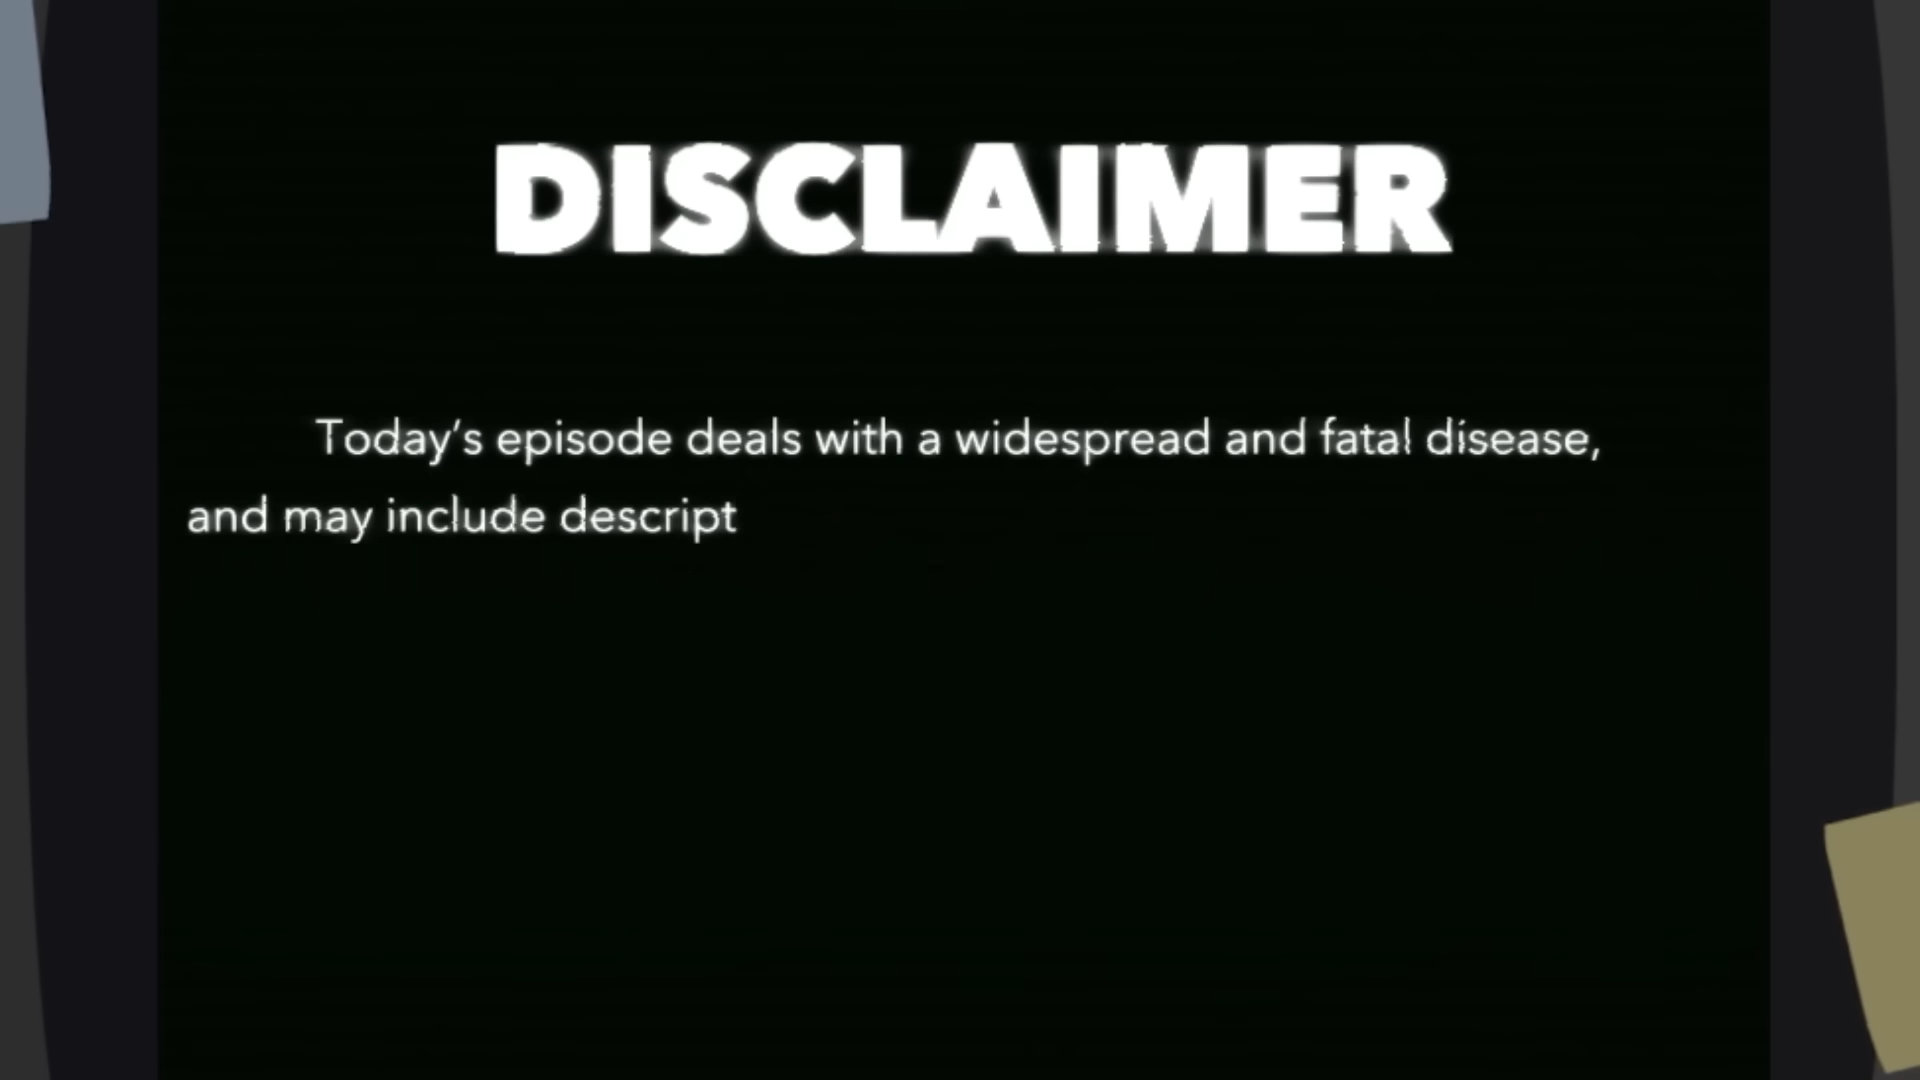 DISCLAIMER
Today’s episode deals with a widespread and fatal disease,
and may include descript